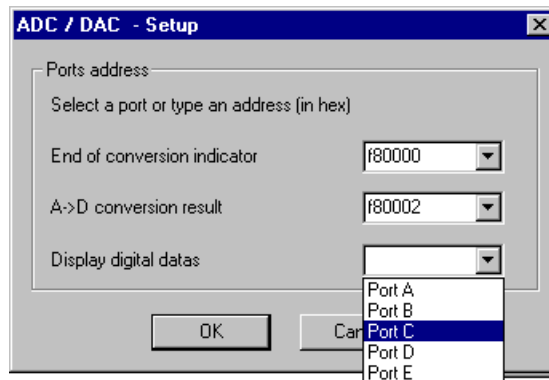 ADC / DAC - Setup
Ports address
Select a port or type an address (in hex)
End of conversion indicator
f80000
A->D conversion result
f80002
Display digital datas
Port A
Port B
Port C
Port D
Port E
OK